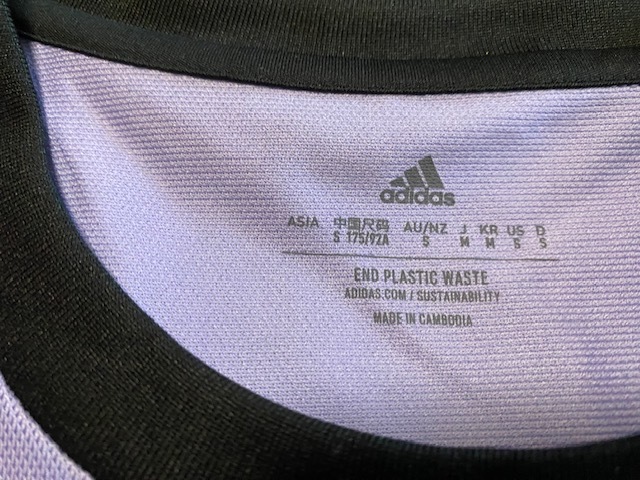 adidas
ASIA 中国尺码 AU/NZ J KR US D
S 175/92A S M M S S
END PLASTIC WASTE
ADIDAS.COM / SUSTAINABILITY
MADE IN CAMBODIA